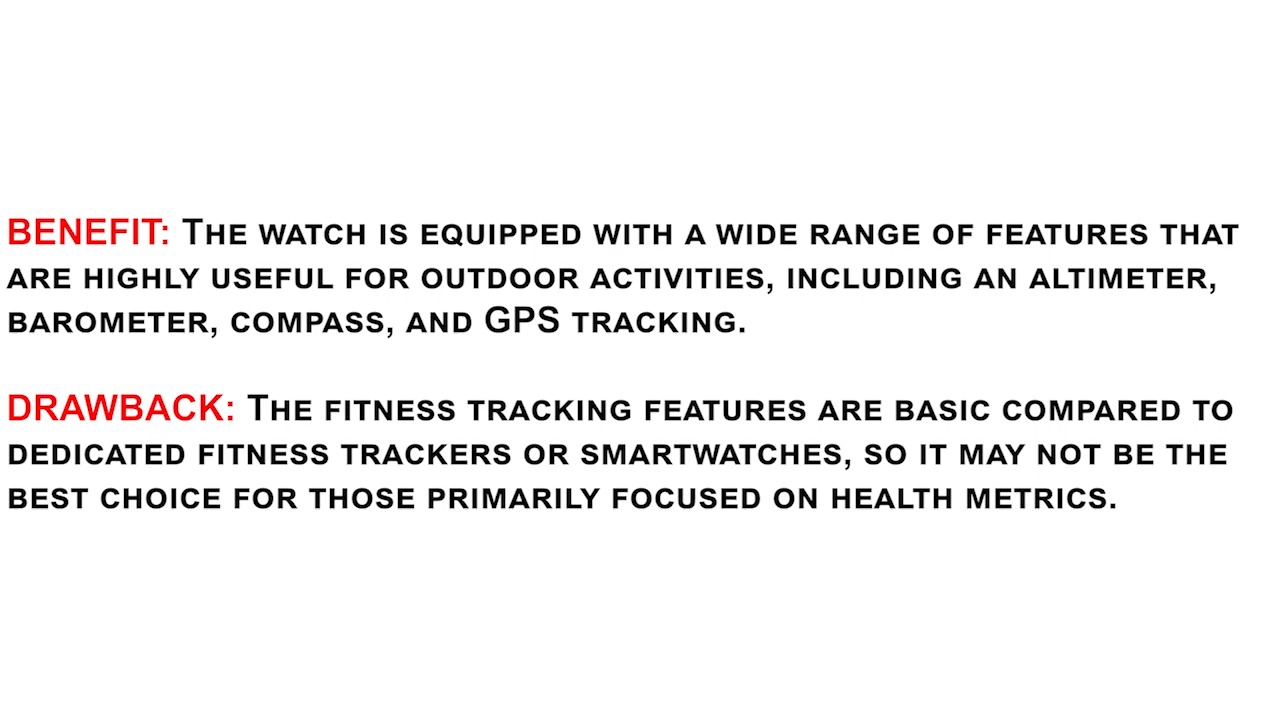 BENEFIT: The watch is equipped with a wide range of features that
are highly useful for outdoor activities, including an altimeter,
barometer, compass, and GPS tracking.
DRAWBACK: The fitness tracking features are basic compared to
dedicated fitness trackers or smartwatches, so it may not be the
best choice for those primarily focused on health metrics.